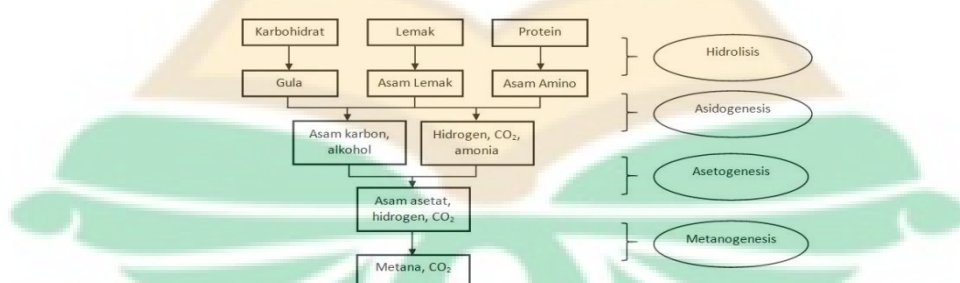 Karbohidrat
Lemak
Protein
Hidrolisis
Gula
Asam Lemak
Asam Amino
Asidogenesis
Asam karbon,
alkohol
Hidrogen, CO₂,
amonia
Asetogenesis
Asam asetat,
hidrogen, CO₂
Metanogenesis
Metana, CO₂